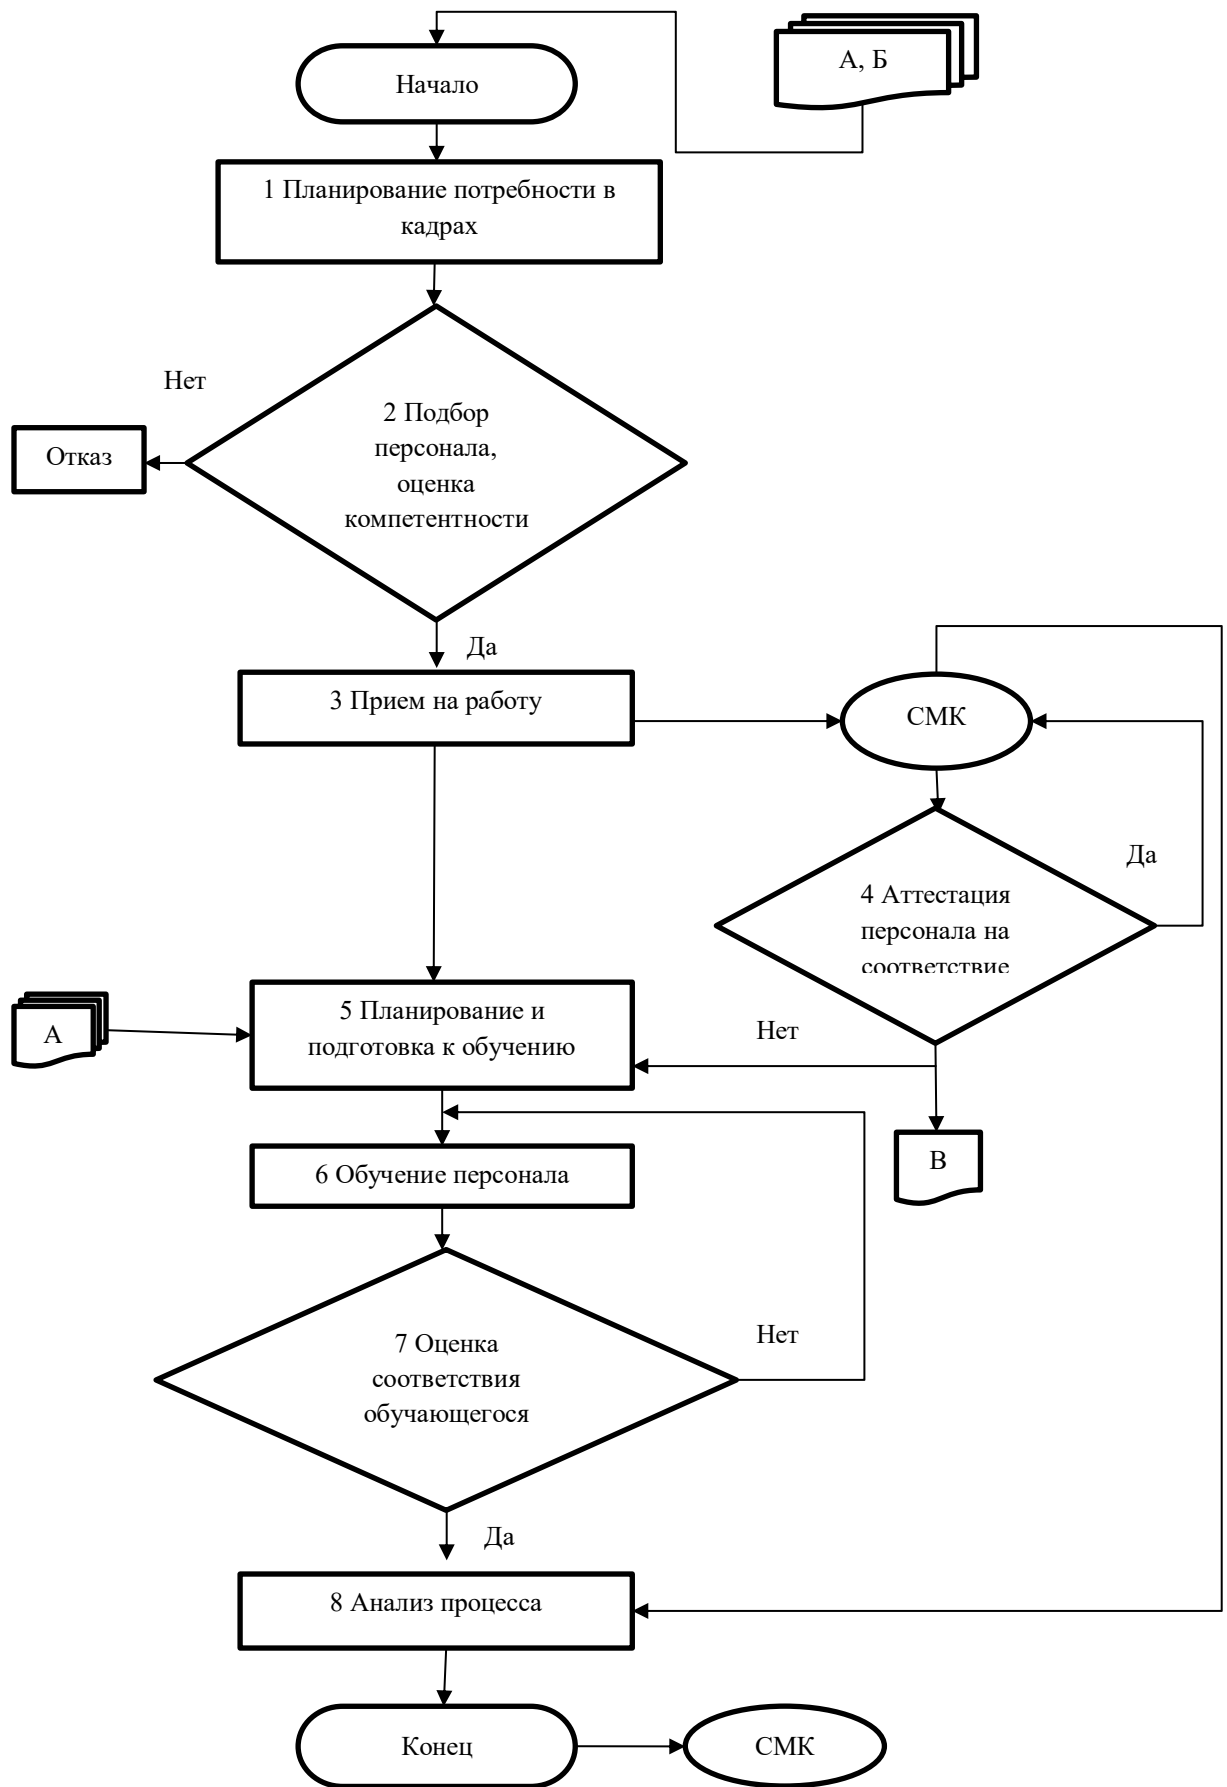 А, Б
Начало
1 Планирование потребности в
кадрах
Нет
2 Подбор
персонала,
оценка
компетентности
Отказ
Да
3 Прием на работу
СМК
Да
4 Аттестация
персонала на
соответствие
5 Планирование и
подготовка к обучению
А
Нет
В
6 Обучение персонала
Нет
7 Оценка
соответствия
обучающегося
Да
8 Анализ процесса
Конец
СМК